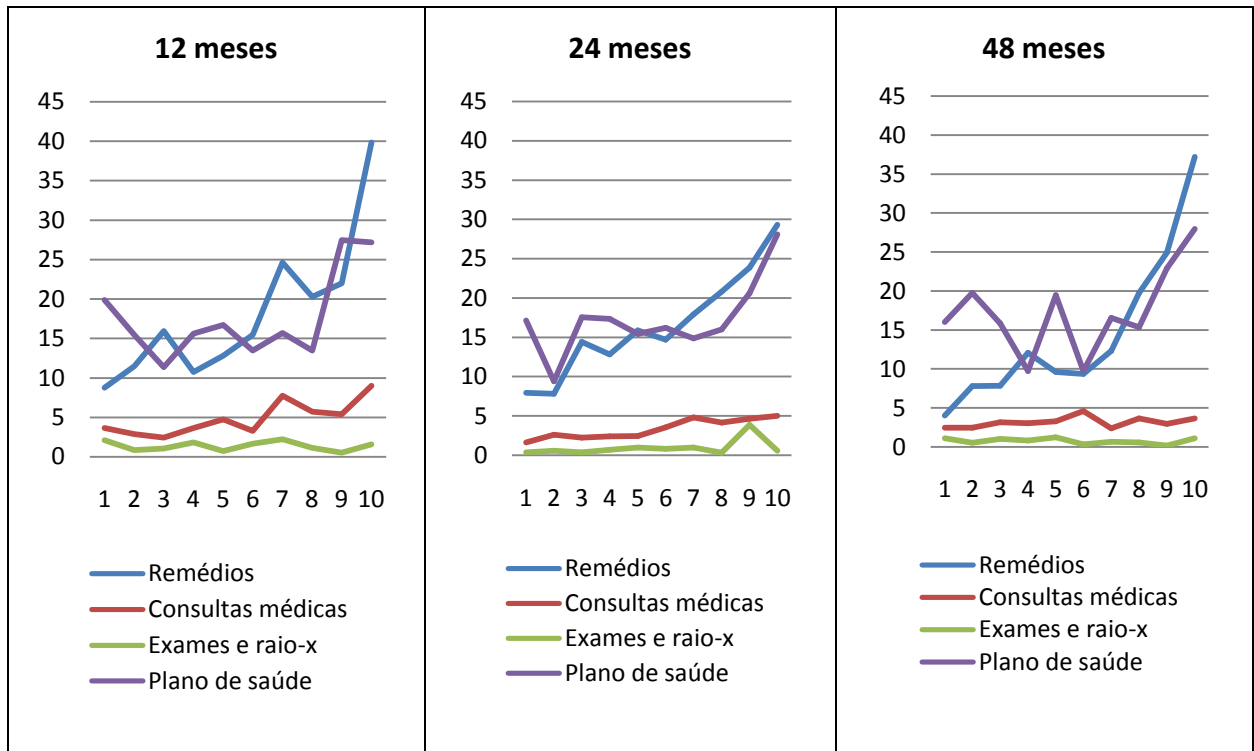 12 meses
45
40
35
30
25
20
15
10
5
0
1 2 3 4 5 6 7 8 9 10
Remédios
Consultas médicas
Exames e raio-x
Plano de saúde
24 meses
45
40
35
30
25
20
15
10
5
0
1 2 3 4 5 6 7 8 9 10
Remédios
Consultas médicas
Exames e raio-x
Plano de saúde
48 meses
45
40
35
30
25
20
15
10
5
0
1 2 3 4 5 6 7 8 9 10
Remédios
Consultas médicas
Exames e raio-x
Plano de saúde